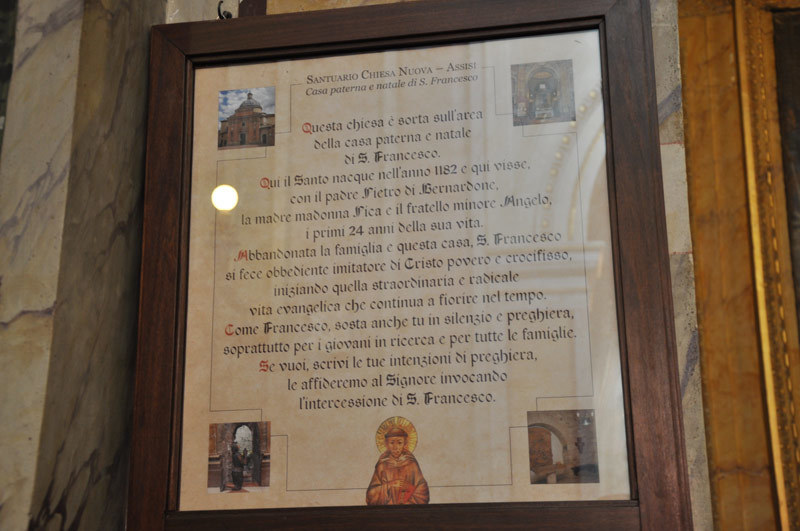 SANTUARIO CHIESA NUOVA – ASSISI
Casa paterna e natale di S. Francesco
Questa chiesa é sorta sull'area
della casa paterna e natale
di S. Francesco.
Qui il Santo nacque nell'anno 1182 e qui visse,
con il padre Pietro di Bernardone,
la madre madonna Pica e il fratello minore Angelo,
i primi 24 anni della sua vita.
Abbandonata la famiglia e questa casa, S. Francesco
si fece obbediente imitatore di Cristo povero e crocifisso,
iniziando quella straordinaria e radicale
vita evangelica che continua a fiorire nel tempo.
Come Francesco, sosta anche tu in silenzio e preghiera,
soprattutto per i giovani in ricerca e per tutte le famiglie.
Se vuoi, scrivi le tue intenzioni di preghiera,
le affideremo al Signore invocando
l'intercessione di S. Francesco.